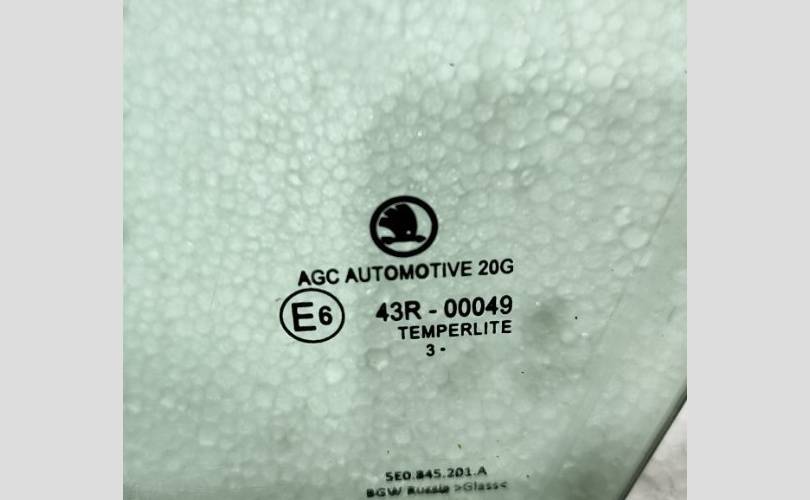 AGC AUTOMOTIVE 20G
E6
43R - 00049
TEMPERLITE
3 -
5E0.845.201.A
BGW Russia >Glass<